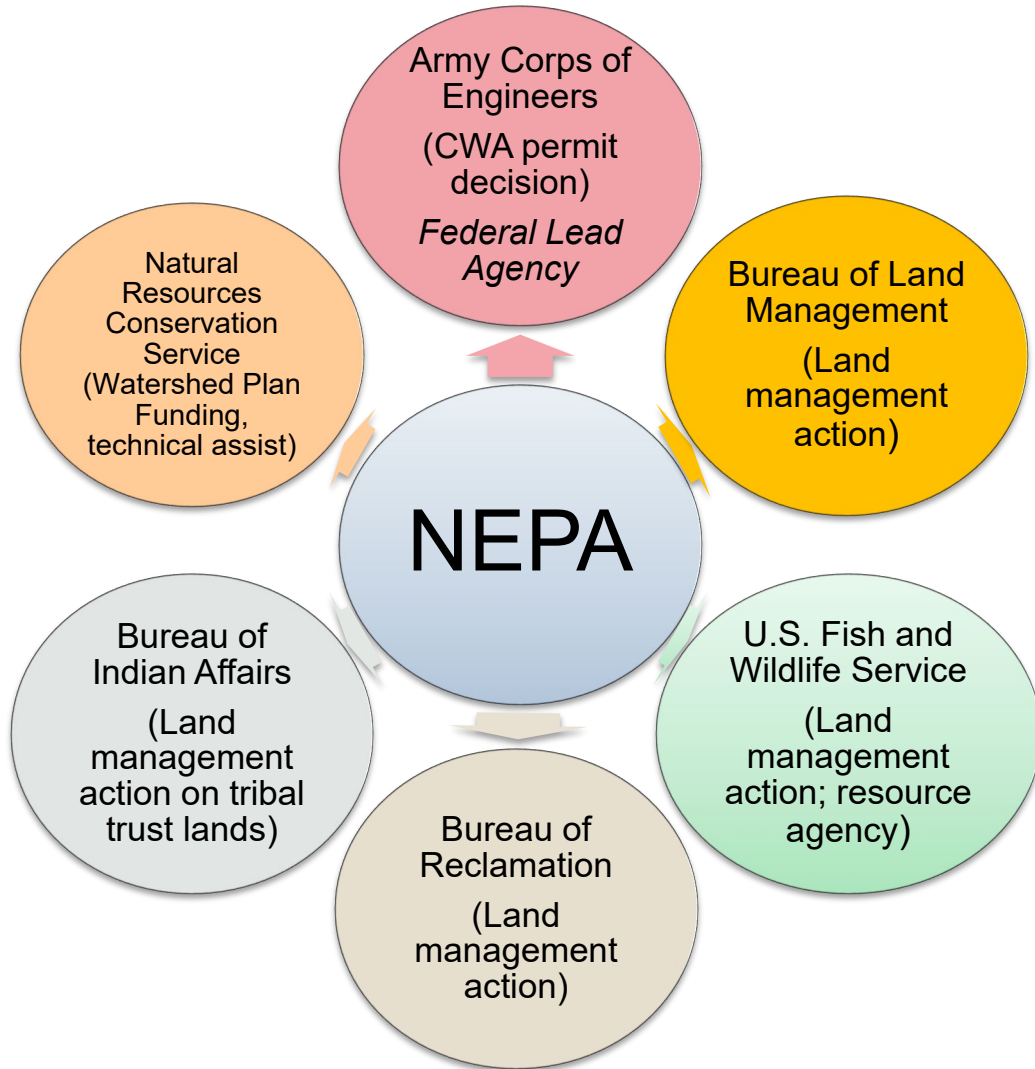 Army Corps of
Engineers
(CWA permit
decision)
Federal Lead
Agency
Bureau of Land
Management
(Land
management
action)
U.S. Fish and
Wildlife Service
(Land
management
action; resource
agency)
Bureau of
Reclamation
(Land
management
action)
Bureau of
Indian Affairs
(Land
management
action on tribal
trust lands)
Natural
Resources
Conservation
Service
(Watershed Plan
Funding,
technical assist)
NEPA